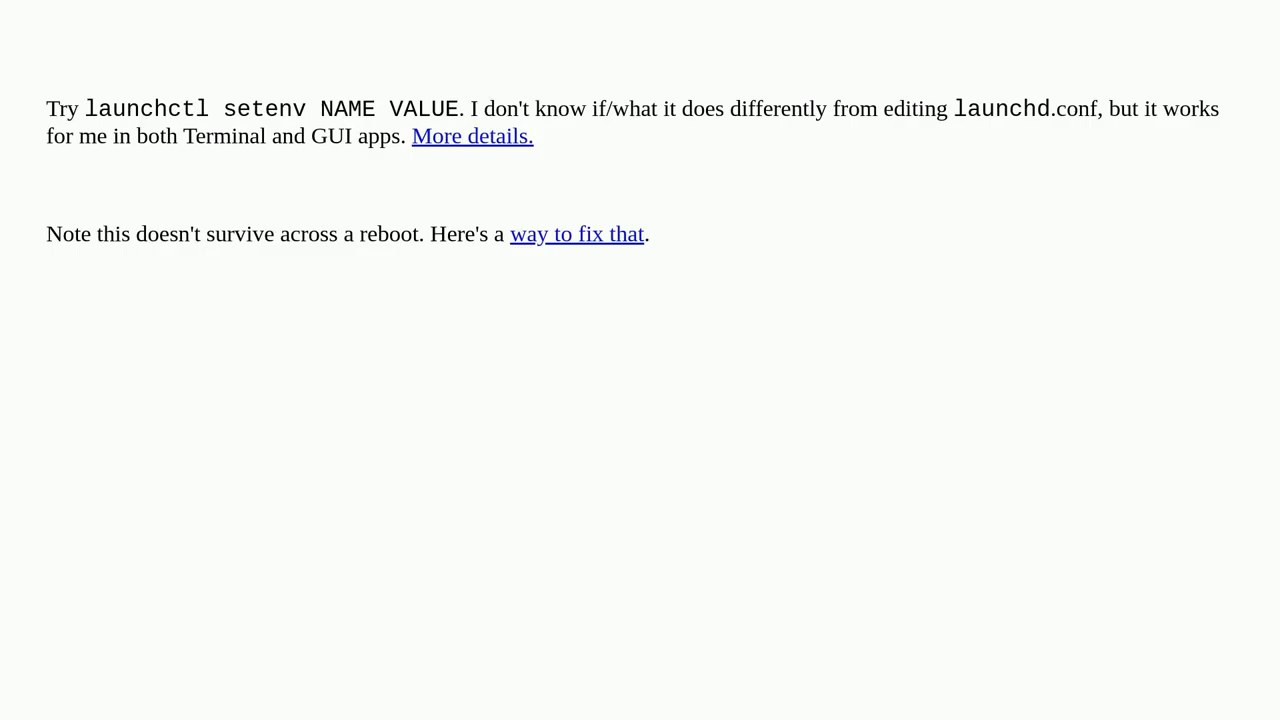 Try launchctl setenv NAME VALUE. I don't know if/what it does differently from editing launchd.conf, but it works
for me in both Terminal and GUI apps. More details.
Note this doesn't survive across a reboot. Here's a way to fix that.